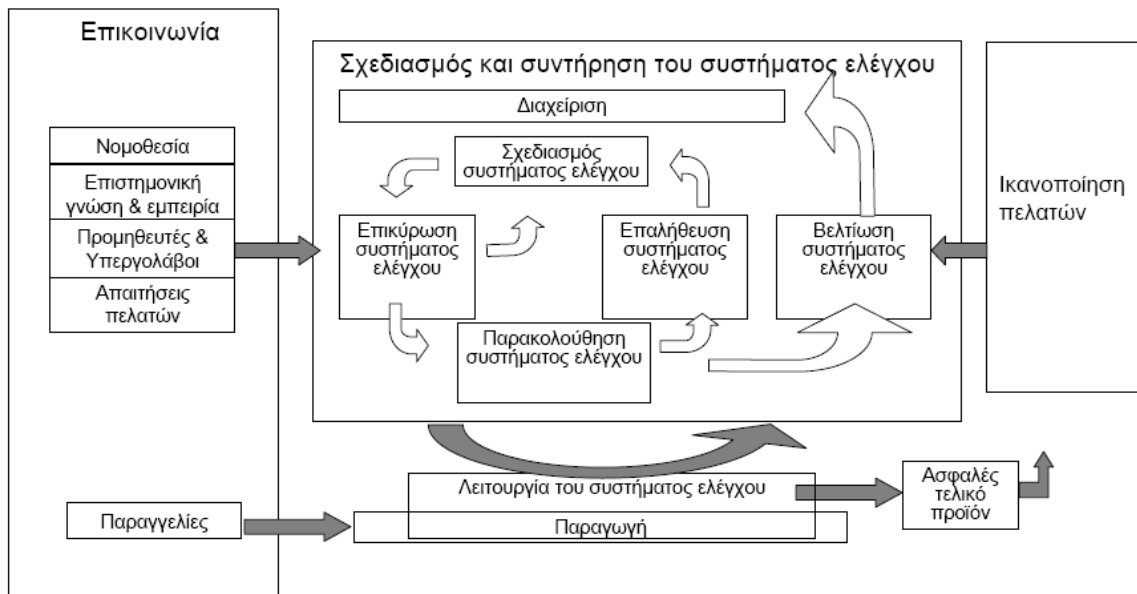 Επικοινωνία
Νομοθεσία
Επιστημονική
γνώση & εμπειρία
Προμηθευτές &
Υπεργολάβοι
Απαιτήσεις
πελατών
Παραγγελίες
Σχεδιασμός και συντήρηση του συστήματος ελέγχου
Διαχείριση
Σχεδιασμός
συστήματος ελέγχου
Επικύρωση
συστήματος
ελέγχου
Επαλήθευση
συστήματος
ελέγχου
Βελτίωση
συστήματος
ελέγχου
Παρακολούθηση
συστήματος ελέγχου
Λειτουργία του συστήματος ελέγχου
Παραγωγή
Ικανοποίηση
πελατών
Ασφαλές
τελικό
προϊόν